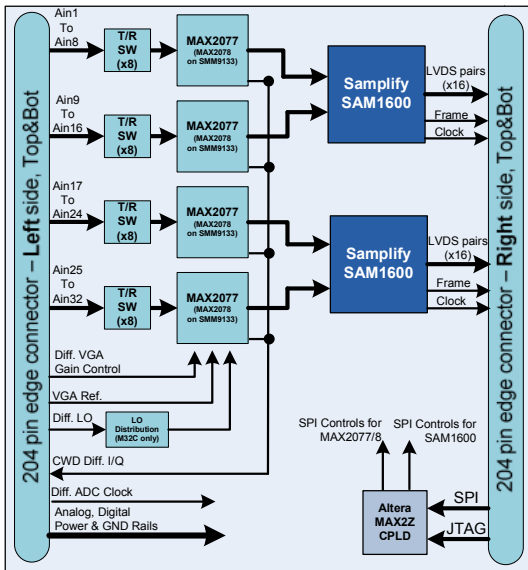 Ain1
To
Ain8
T/R
SW
(x8)
MAX2077
(MAX2078
on SMM9133)
Ain9
To
Ain16
T/R
SW
(x8)
MAX2077
(MAX2078
on SMM9133)
Samplify
SAM1600
LVDS pairs
(x16)
Frame
Clock
Ain17
To
Ain24
T/R
SW
(x8)
MAX2077
(MAX2078
on SMM9133)
Ain25
To
Ain32
T/R
SW
(x8)
MAX2077
(MAX2078
on SMM9133)
Samplify
SAM1600
LVDS pairs
(x16)
Frame
Clock
204 pin edge connector – Left side, Top&Bot
204 pin edge connector – Right side, Top&Bot
Diff. VGA
Gain Control
VGA Ref.
Diff. LO
LO
Distribution
(M32C only)
CWD Diff. I/Q
Diff. ADC Clock
Analog, Digital
Power & GND Rails
SPI Controls for
MAX2077/8
SPI Controls for
SAM1600
Altera
MAX2Z
CPLD
SPI
JTAG